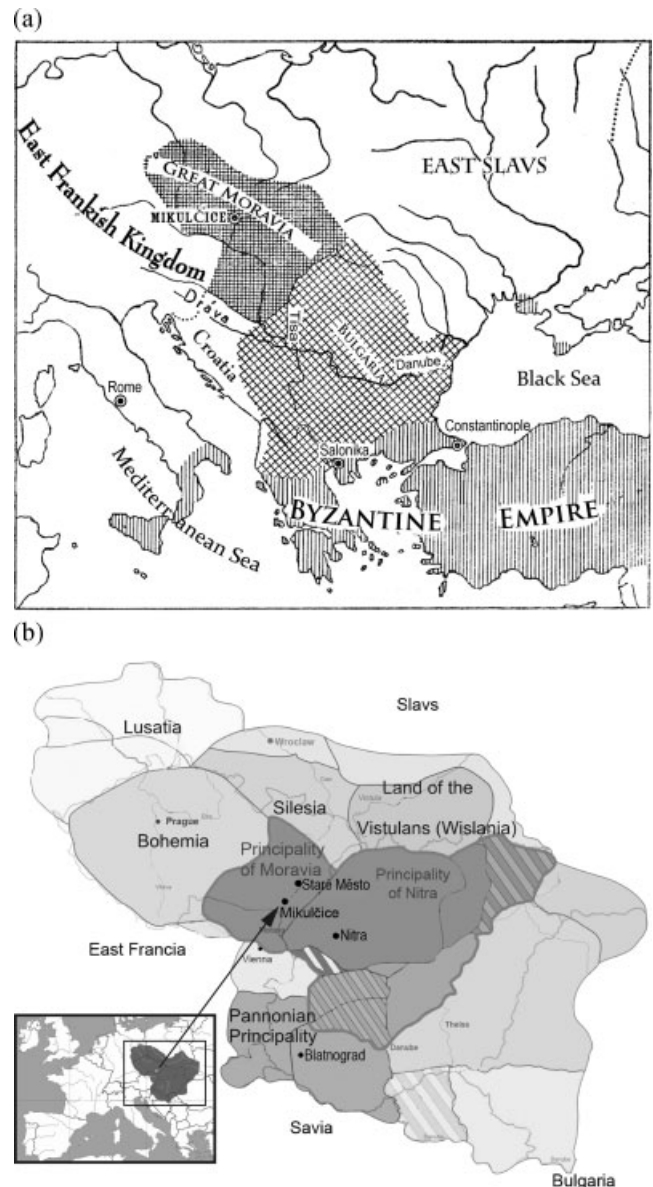 (a)
East Frankish Kingdom
GREAT MORAVIA
MIKULČICE
EAST SLAVS
Drava
Tisa
Croatia
BULGARIA
Danube
Black Sea
Rome
Constantinople
Salonika
Mediterranean Sea
BYZANTINE
EMPIRE
(b)
Slavs
Lusatia
Wroclaw
Silesia
Land of the
Vistulans (Wislania)
Vistula
Prague
Bohemia
Principality
of Moravia
Principality
of Nitra
Staré Město
Mikulčice
Nitra
East Francia
Vienna
Pannonian
Principality
Blatnograd
Danube
Savia
Bulgaria